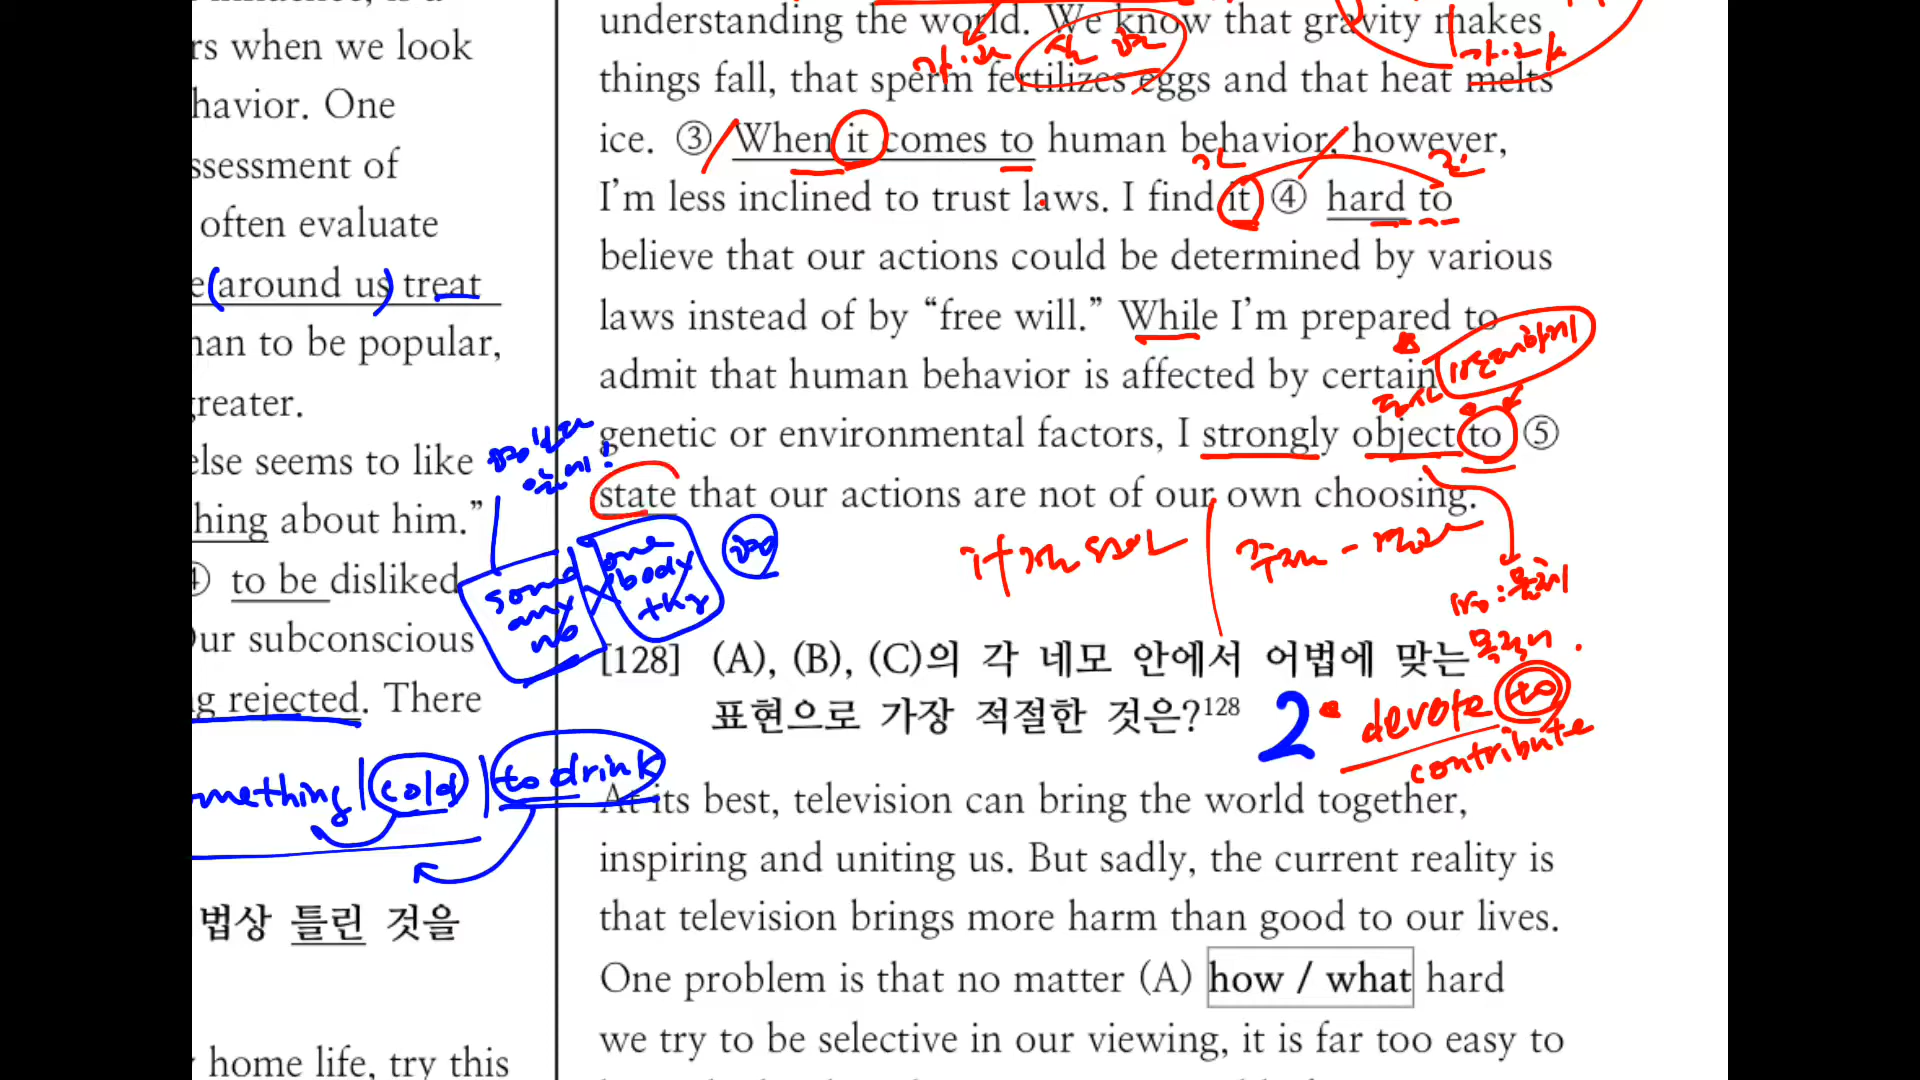 rs when we look
havior. One
ssessment of
often evaluate
e (around us) treat
nan to be popular,
greater.
else seems to like
hing about him.”
④ to be disliked
Our subconscious
ng rejected. There
some
any
no
one
body
thg
mething cold to drink
법상 틀린 것을
home life, try this
understanding the world. We know that gravity makes
things fall, that sperm fertilizes eggs and that heat melts
ice. ③ When it comes to human behavior, however,
I’m less inclined to trust laws. I find it ④ hard to
believe that our actions could be determined by various
laws instead of by “free will.” While I’m prepared to
admit that human behavior is affected by certain
genetic or environmental factors, I strongly object to ⑤
state that our actions are not of our own choosing.
[128] (A), (B), (C)의 각 네모 안에서 어법에 맞는
표현으로 가장 적절한 것은?128
2
devote to
contribute
At its best, television can bring the world together,
inspiring and uniting us. But sadly, the current reality is
that television brings more harm than good to our lives.
One problem is that no matter (A) how / what hard
we try to be selective in our viewing, it is far too easy to